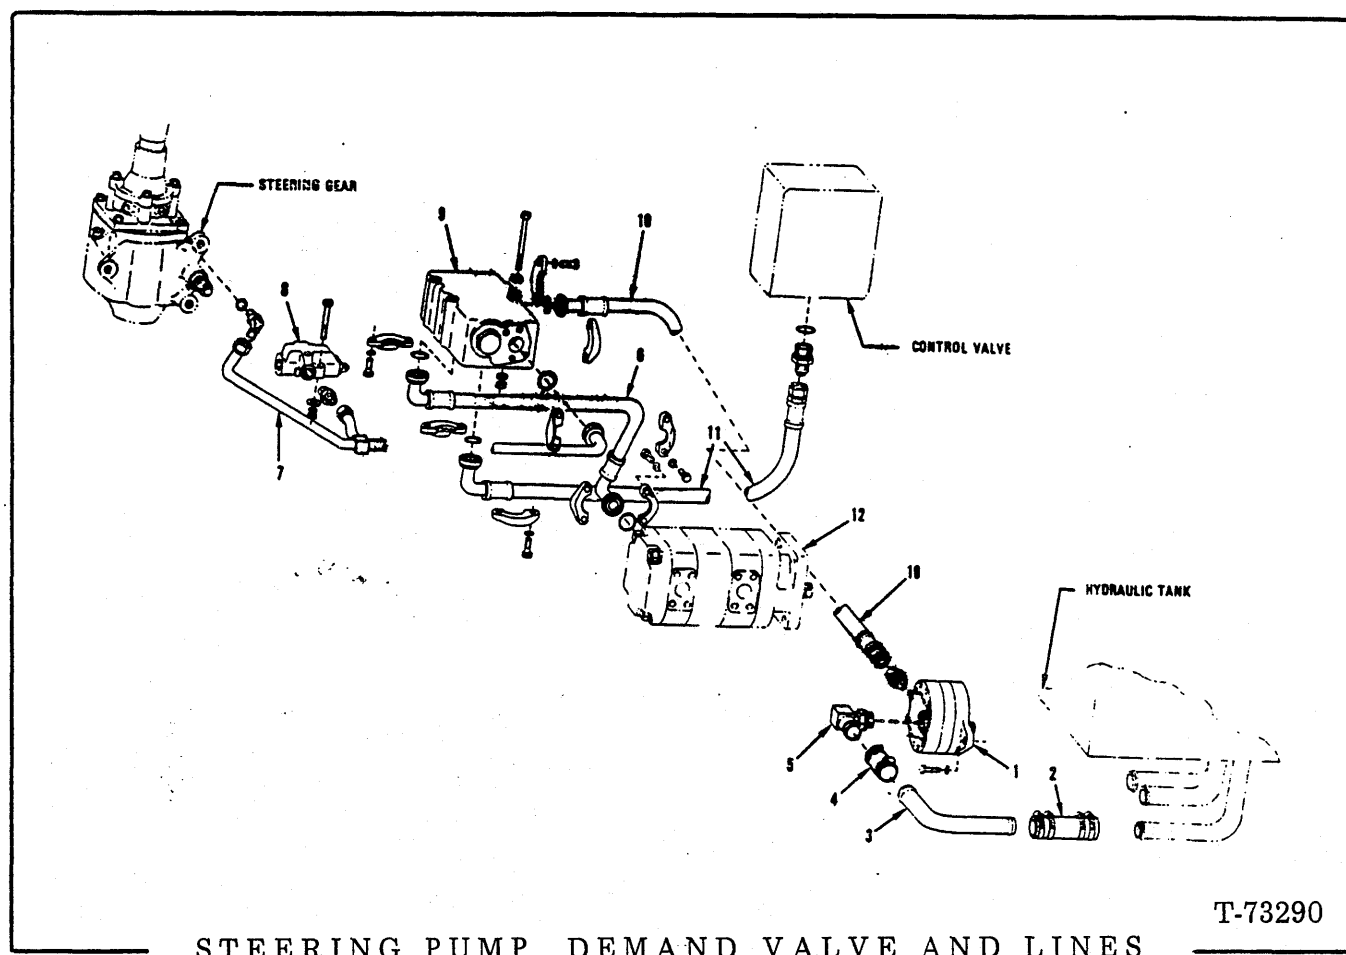 STEERING GEAR
9
10
8
CONTROL VALVE
6
11
7
12
10
HYDRAULIC TANK
5
4
1
2
3
T-73290
STEERING PUMP DEMAND VALVE AND LINES